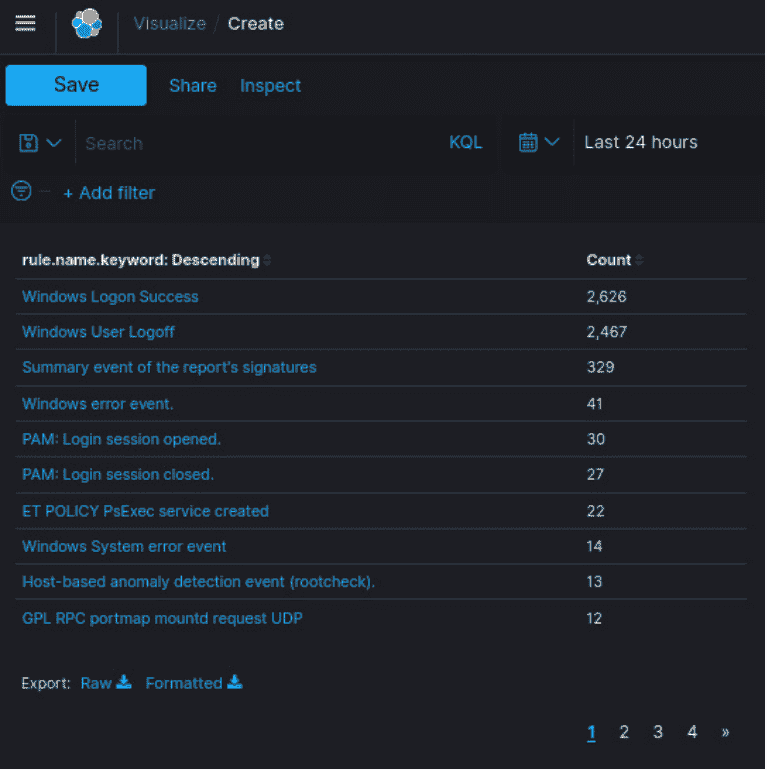 Visualize / Create
Save Share Inspect
Search KQL Last 24 hours
+ Add filter
rule.name.keyword: Descending Count
Windows Logon Success 2,626
Windows User Logoff 2,467
Summary event of the report's signatures 329
Windows error event. 41
PAM: Login session opened. 30
PAM: Login session closed. 27
ET POLICY PsExec service created 22
Windows System error event 14
Host-based anomaly detection event (rootcheck). 13
GPL RPC portmap mountd request UDP 12
Export: Raw Formatted
1 2 3 4 »